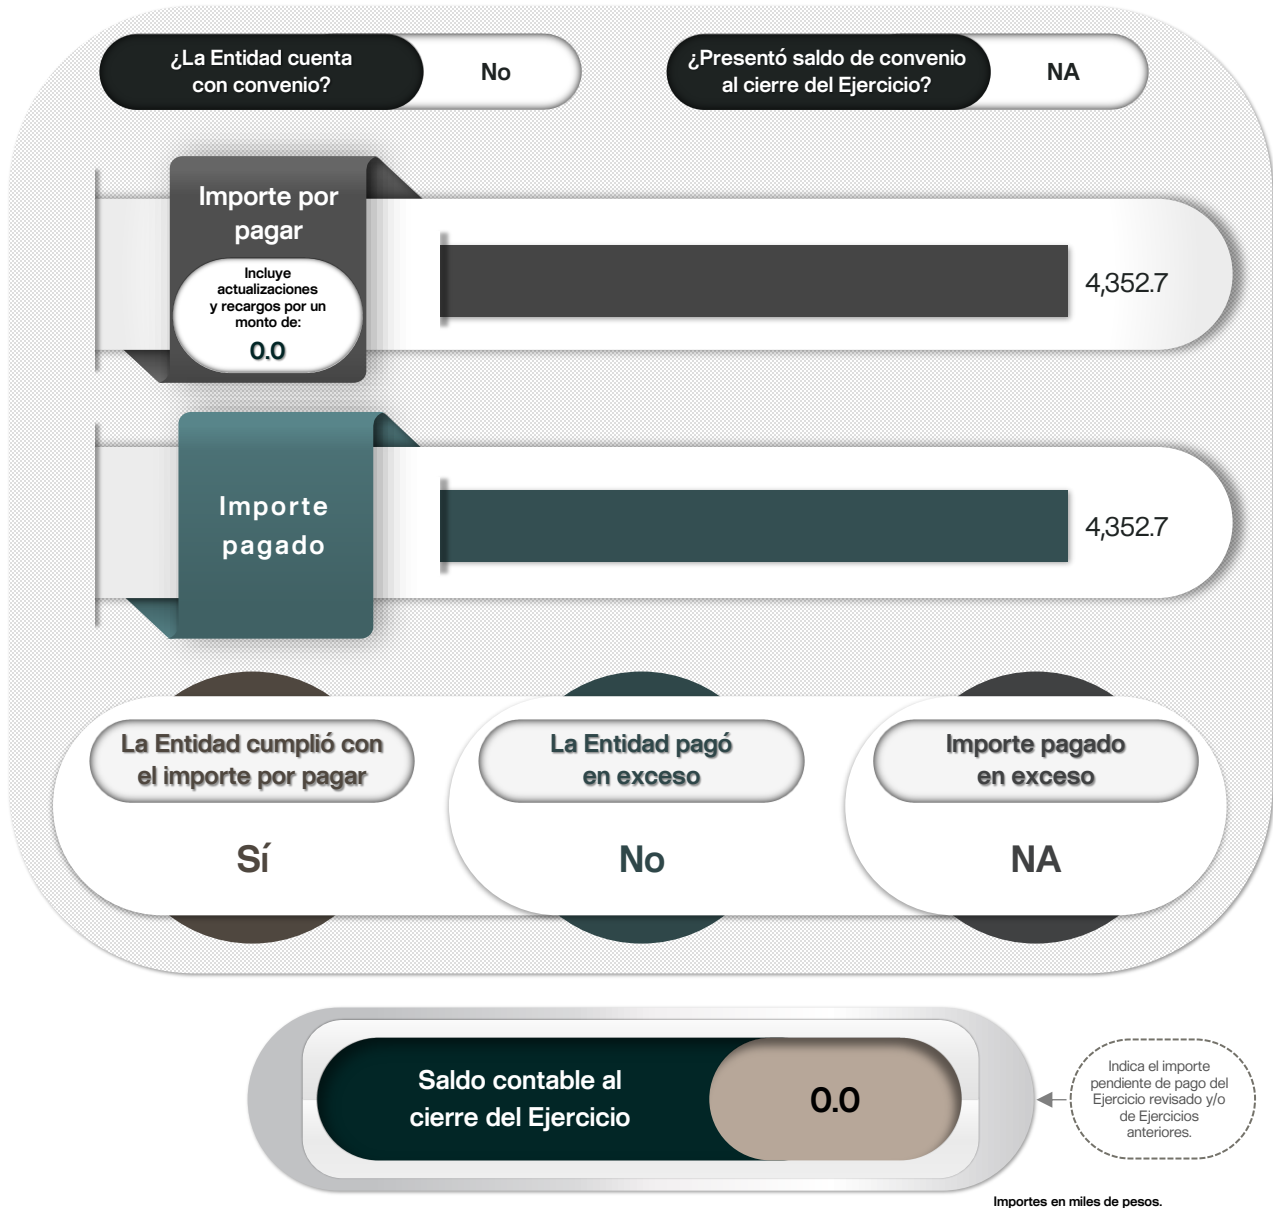 ¿La Entidad cuenta
con convenio?
No
¿Presentó saldo de convenio
al cierre del Ejercicio?
NA
Importe por
pagar
Incluye
actualizaciones
y recargos por un
monto de:
0.0
4,352.7
Importe
pagado
4,352.7
La Entidad cumplió con
el importe por pagar
Sí
La Entidad pagó
en exceso
No
Importe pagado
en exceso
NA
Saldo contable al
cierre del Ejercicio
0.0
Indica el importe
pendiente de pago del
Ejercicio revisado y/o
de Ejercicios
anteriores.
Importes en miles de pesos.